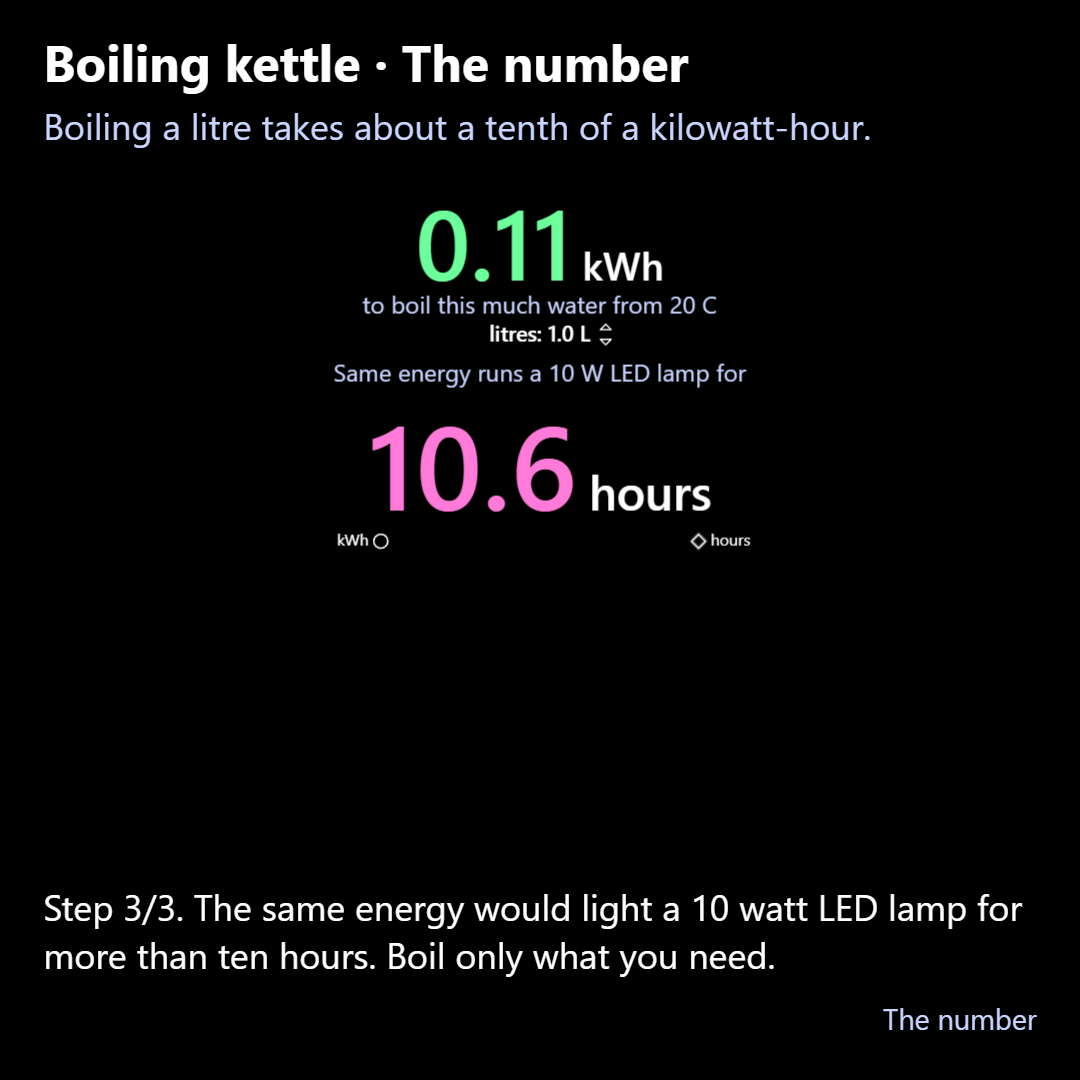 Boiling kettle · The number
Boiling a litre takes about a tenth of a kilowatt-hour.
0.11 kWh
to boil this much water from 20 C
litres: 1.0 L
Same energy runs a 10 W LED lamp for
10.6 hours
kWh
hours
Step 3/3. The same energy would light a 10 watt LED lamp for
more than ten hours. Boil only what you need.
The number